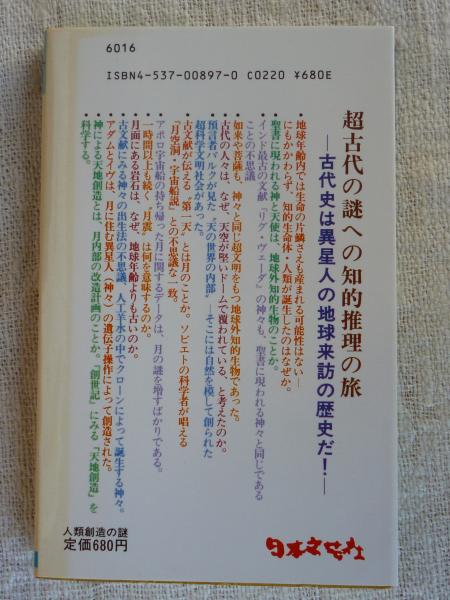 6016
ISBN4-537-00897-0 C0220 ¥680E
超古代の謎への知的推理の旅
―古代史は異星人の地球来訪の歴史だ!―
・地球年齢内では生命の片鱗さえも産まれる可能性はない―
にもかかわらず、知的生命体・人類が誕生したのはなぜか。
・聖書に現われる神と天使は、地球外知的生物のことか。
・インド最古の文献『リグ・ヴェーダ』の神々も、聖書に現われる神々と同じである
ことの不思議
・如来や菩薩も、神々と同じ超文明をもつ地球外知的生物であった。
・古代の人々は、なぜ、天空が堅いドームで覆われている、と考えたのか。
・預言者バルクが見た〝天の世界の内部〟―そこには自然を模して創られた
超科学文明社会があった。
・古文献が伝える〝第一天〟とは月のことか。ソビエトの科学者が唱える
「月空洞・宇宙船説」との不思議な一致。
・アポロ宇宙船の持ち帰った月に関するデータは、月の謎を増すばかりである。
・一時間以上も続く〝月震〟は何を意味するのか。
・月面にある岩石は、なぜ、地球年齢よりも古いのか。
・古文献にみる神々の出生法の不思議、人工羊水の中でクローンによって誕生する神々。
・アダムとイヴは、月に住む異星人(神々)の遺伝子操作によって創造された。
・神による天地創造とは、月内部の改造計画のことか。『創世記』にみる「天地創造」を
科学する。
人類創造の謎
定価680円
日本文芸社